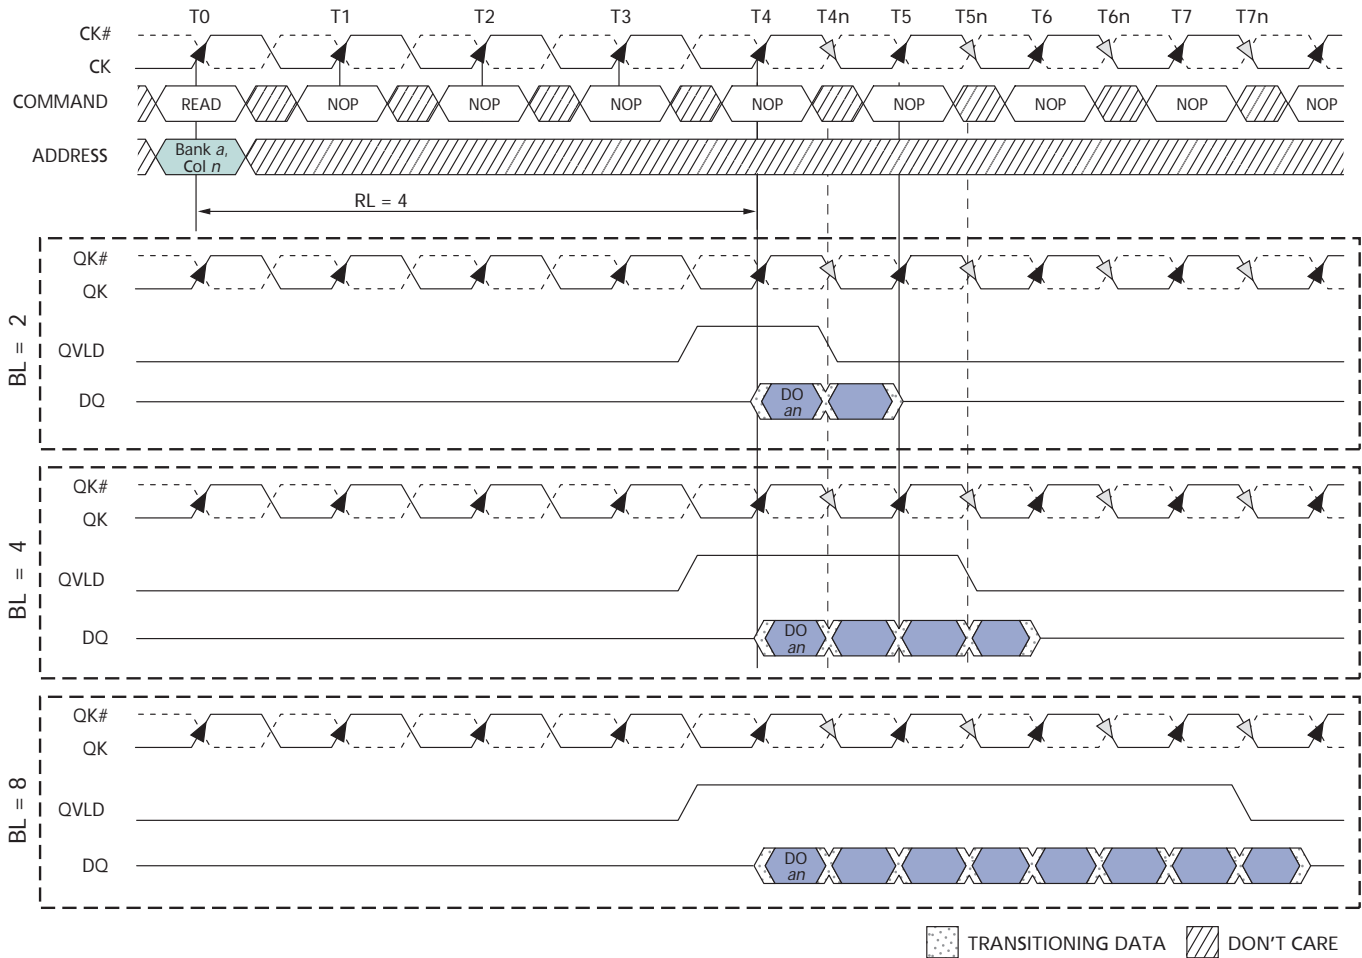 T0 T1 T2 T3 T4 T4n T5 T5n T6 T6n T7 T7n
CK#
CK
COMMAND READ NOP NOP NOP NOP NOP NOP NOP NOP
ADDRESS Bank a,
Col n
RL = 4
BL = 2
QK#
QK
QVLD
DQ DO
an
BL = 4
QK#
QK
QVLD
DQ DO
an
BL = 8
QK#
QK
QVLD
DQ DO
an
TRANSITIONING DATA DON'T CARE